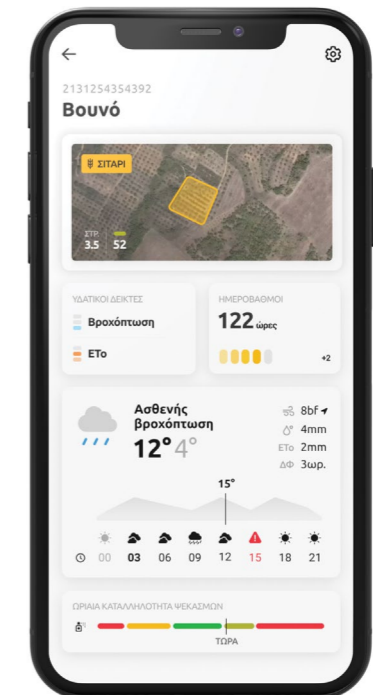 2131254354392
Βουνό
ΣΙΤΑΡΙ
ΣΤΡ.
3.5 52
ΥΔΑΤΙΚΟΙ ΔΕΙΚΤΕΣ
Βροχόπτωση
ETo
ΗΜΕΡΟΒΑΘΜΟΙ
122 ώρες
+2
Ασθενής
βροχόπτωση
12° 4°
8bf
4mm
ETo 2mm
ΔΦ 3ωρ.
15°
00 03 06 09 12 15 18 21
ΩΡΙΑΙΑ ΚΑΤΑΛΛΗΛΟΤΗΤΑ ΨΕΚΑΣΜΩΝ
ΤΩΡΑ